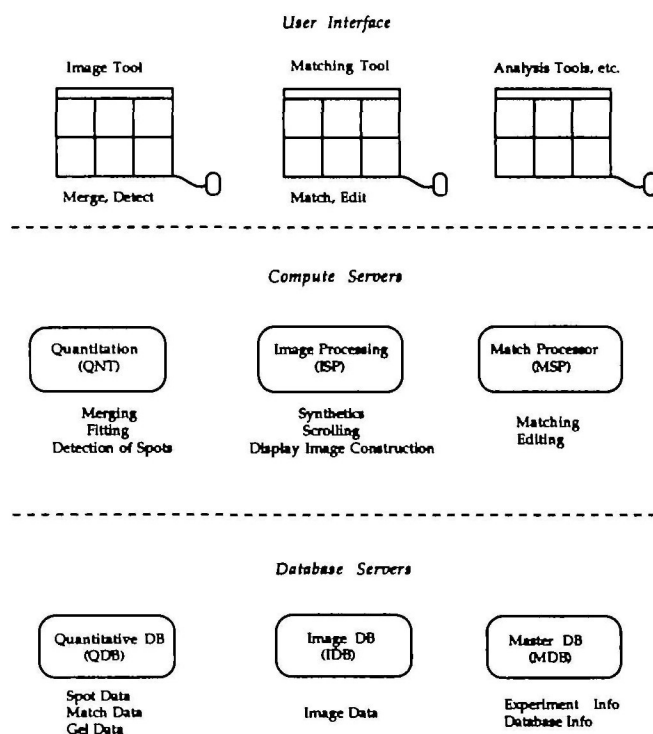 User Interface
Image Tool
Matching Tool
Analysis Tools, etc.
Merge, Detect
Match, Edit
Compute Servers
Quantitation
(QNT)
Image Processing
(ISP)
Match Processor
(MSP)
Merging
Fitting
Detection of Spots
Synthetics
Scrolling
Display Image Construction
Matching
Editing
Database Servers
Quantitative DB
(QDB)
Image DB
(IDB)
Master DB
(MDB)
Spot Data
Match Data
Gel Data
Image Data
Experiment Info
Database Info